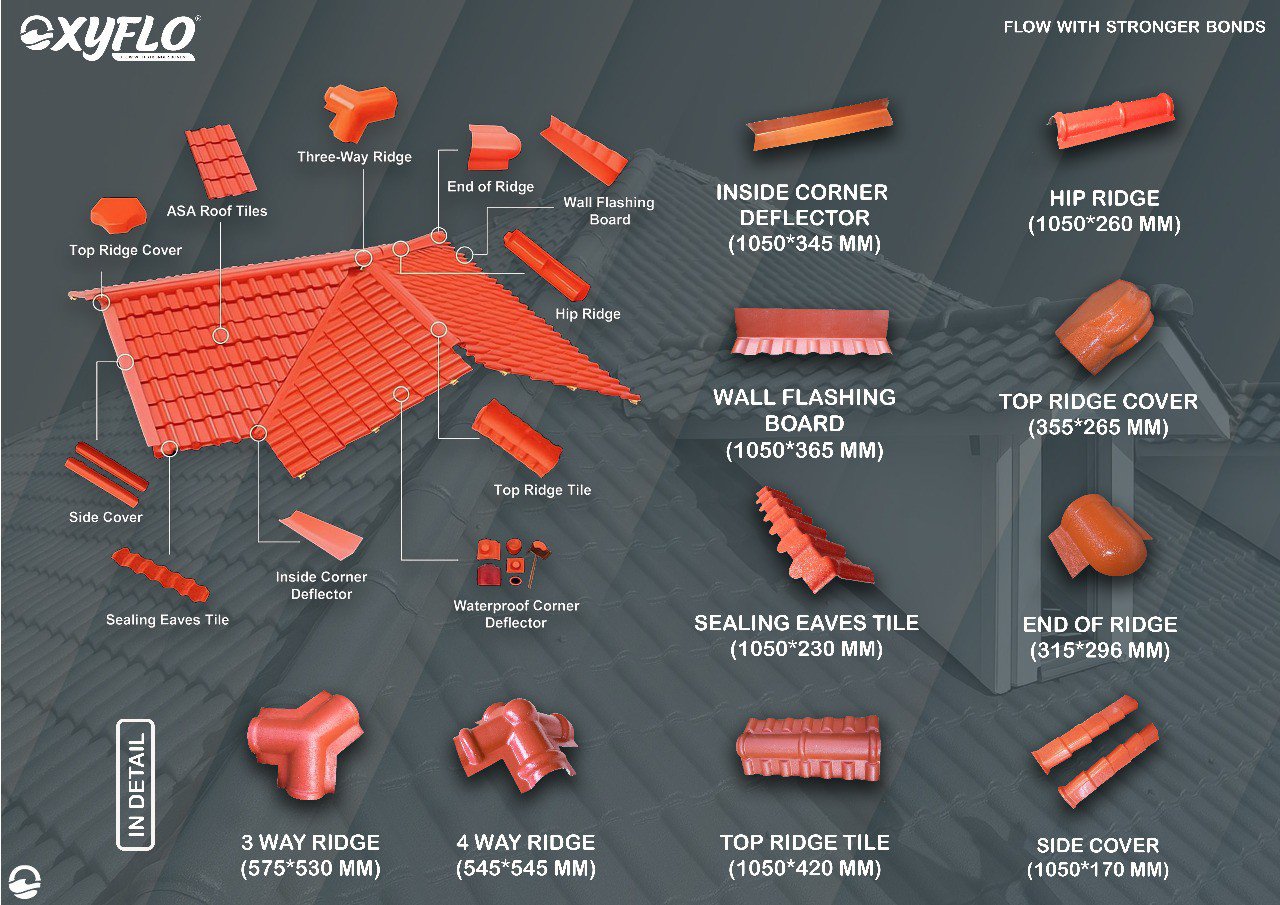 OXYFLO®
FLOW WITH STRONGER BONDS
Three-Way Ridge
End of Ridge
Wall Flashing
Board
ASA Roof Tiles
Top Ridge Cover
Hip Ridge
Top Ridge Tile
Side Cover
Inside Corner
Deflector
Waterproof Corner
Deflector
Sealing Eaves Tile
INSIDE CORNER
DEFLECTOR
(1050*345 MM)
HIP RIDGE
(1050*260 MM)
WALL FLASHING
BOARD
(1050*365 MM)
TOP RIDGE COVER
(355*265 MM)
SEALING EAVES TILE
(1050*230 MM)
END OF RIDGE
(315*296 MM)
IN DETAIL
3 WAY RIDGE
(575*530 MM)
4 WAY RIDGE
(545*545 MM)
TOP RIDGE TILE
(1050*420 MM)
SIDE COVER
(1050*170 MM)